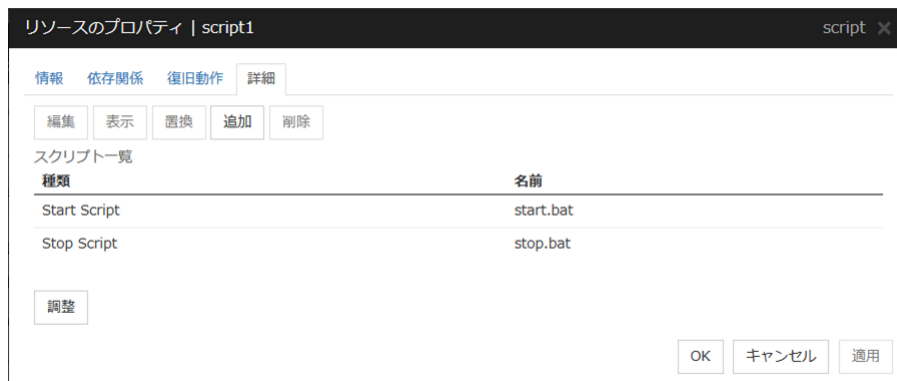 リソースのプロパティ | script1 script ×
情報 依存関係 復旧動作 詳細
編集 表示 置換 追加 削除
スクリプト一覧
種類 名前
Start Script start.bat
Stop Script stop.bat
調整
OK キャンセル 適用